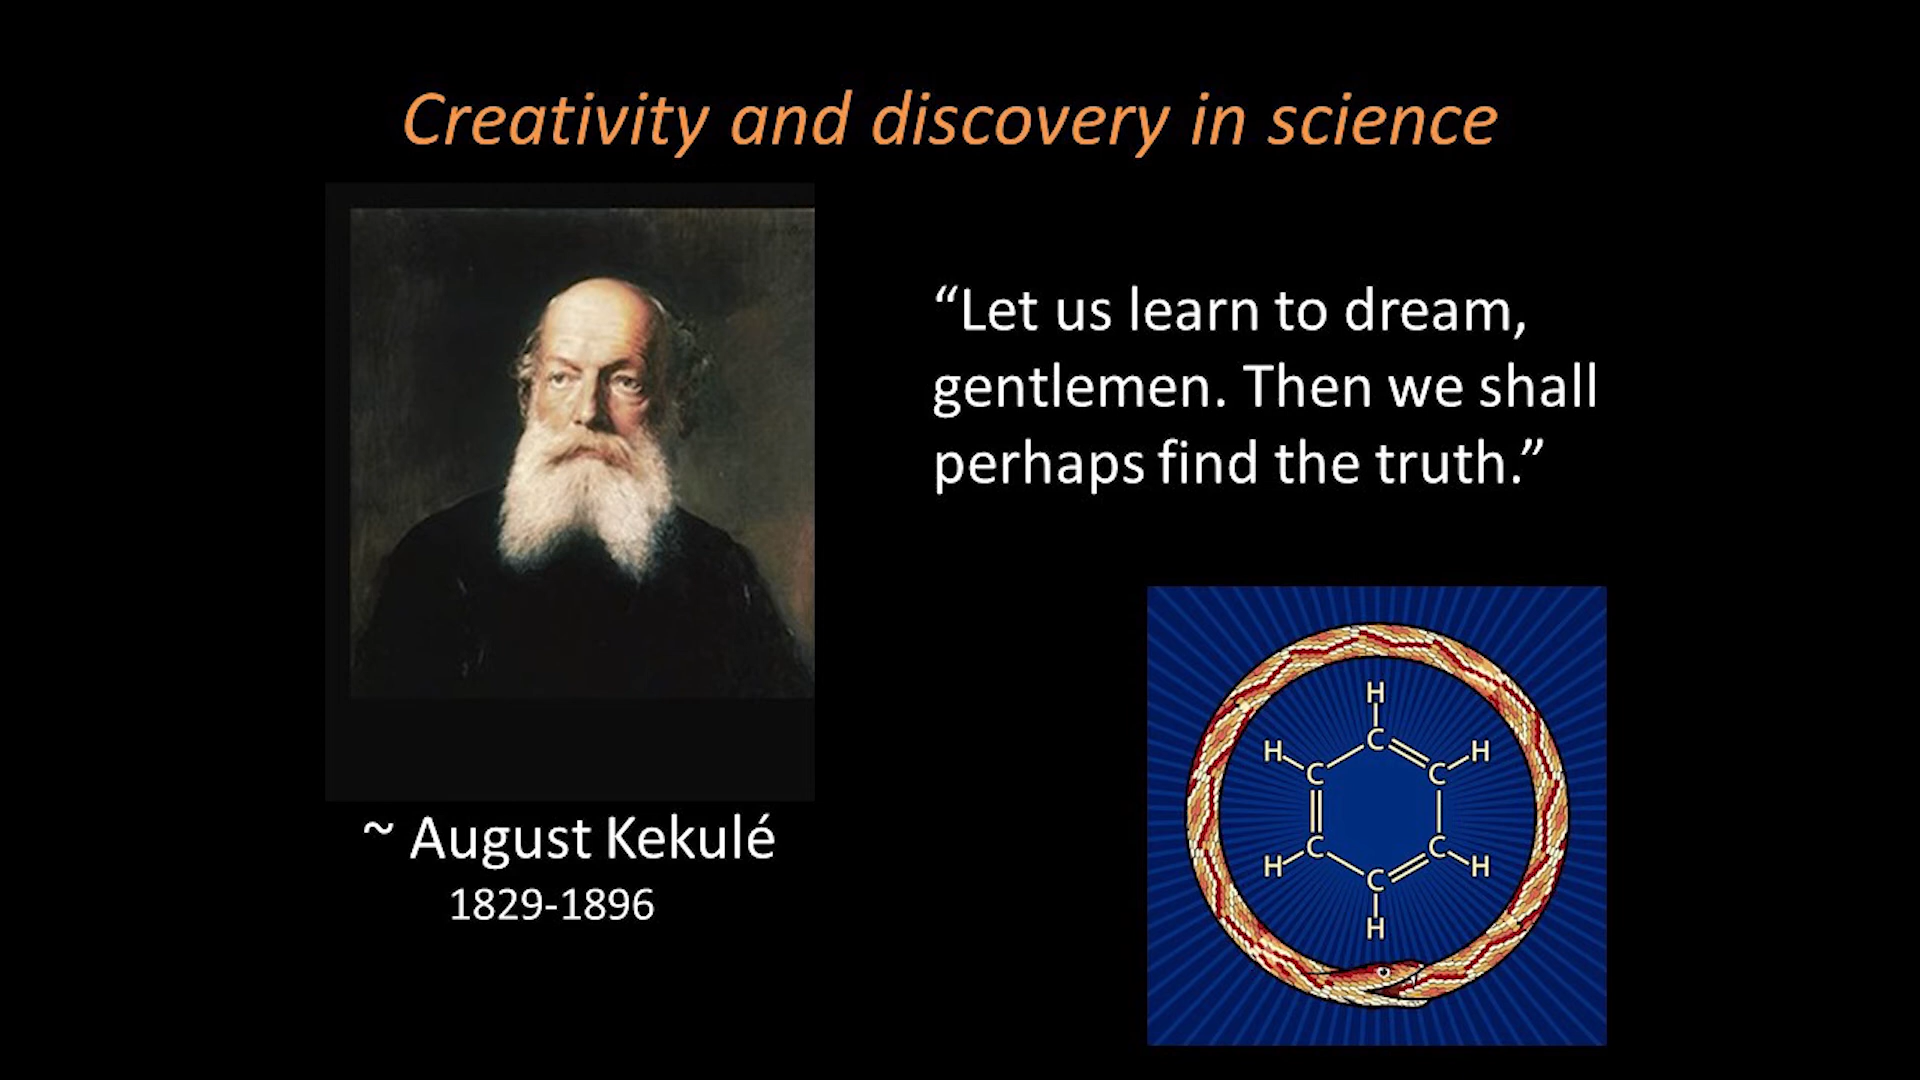 Creativity and discovery in science
“Let us learn to dream,
gentlemen. Then we shall
perhaps find the truth.”
~ August Kekulé
1829-1896
H
H C H
C C
C C
H C H
H